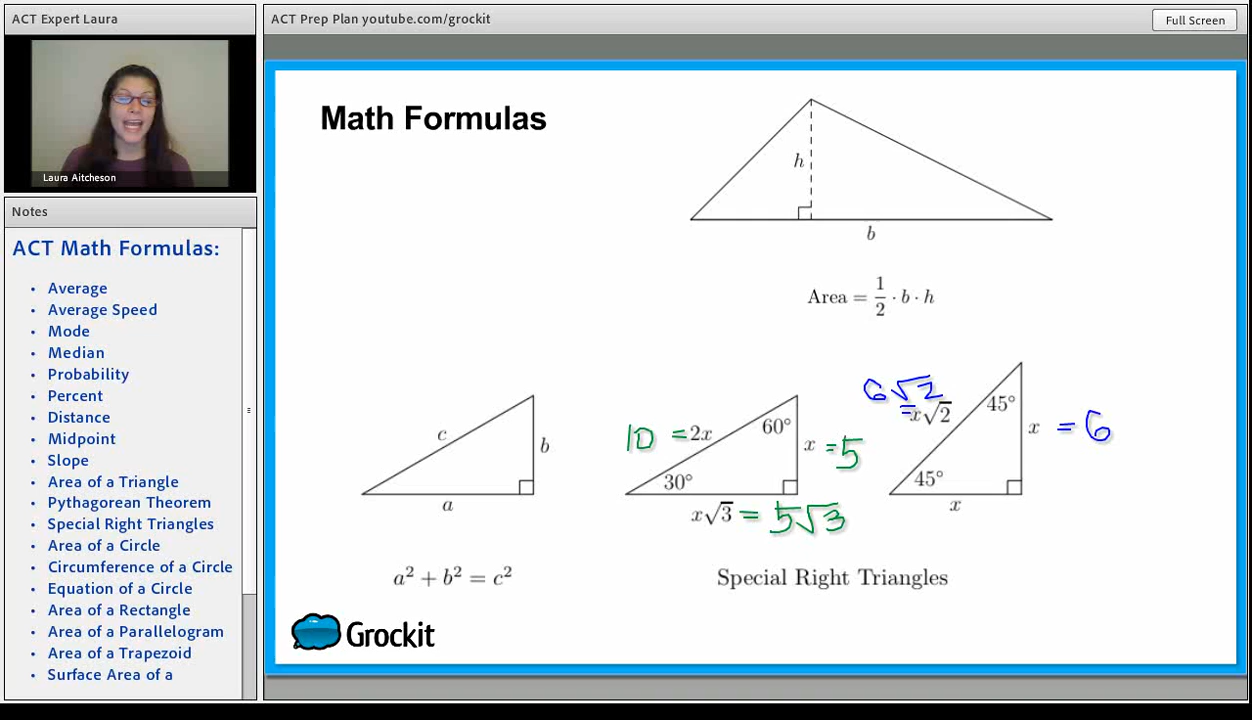 ACT Expert Laura
Laura Aitcheson
Notes
ACT Math Formulas:
• Average
• Average Speed
• Mode
• Median
• Probability
• Percent
• Distance
• Midpoint
• Slope
• Area of a Triangle
• Pythagorean Theorem
• Special Right Triangles
• Area of a Circle
• Circumference of a Circle
• Equation of a Circle
• Area of a Rectangle
• Area of a Parallelogram
• Area of a Trapezoid
• Surface Area of a
ACT Prep Plan youtube.com/grockit
Full Screen
Math Formulas
h
b
Area = 1/2 · b · h
c
b
a
a² + b² = c²
10 = 2x
60°
x = 5
30°
x√3 = 5√3
6√2
= x√2
45°
x = 6
45°
x
Special Right Triangles
Grockit